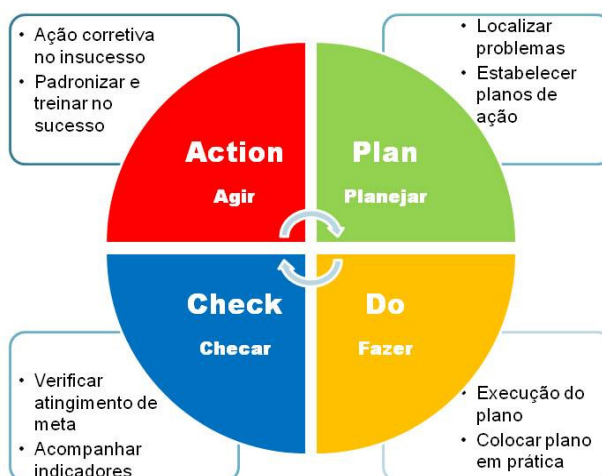 • Ação corretiva
no insucesso
• Padronizar e
treinar no
sucesso
• Localizar
problemas
• Estabelecer
planos de
ação
Action
Agir
Plan
Planejar
Check
Checar
Do
Fazer
• Verificar
atingimento de
meta
• Acompanhar
indicadores
• Execução do
plano
• Colocar plano
em prática